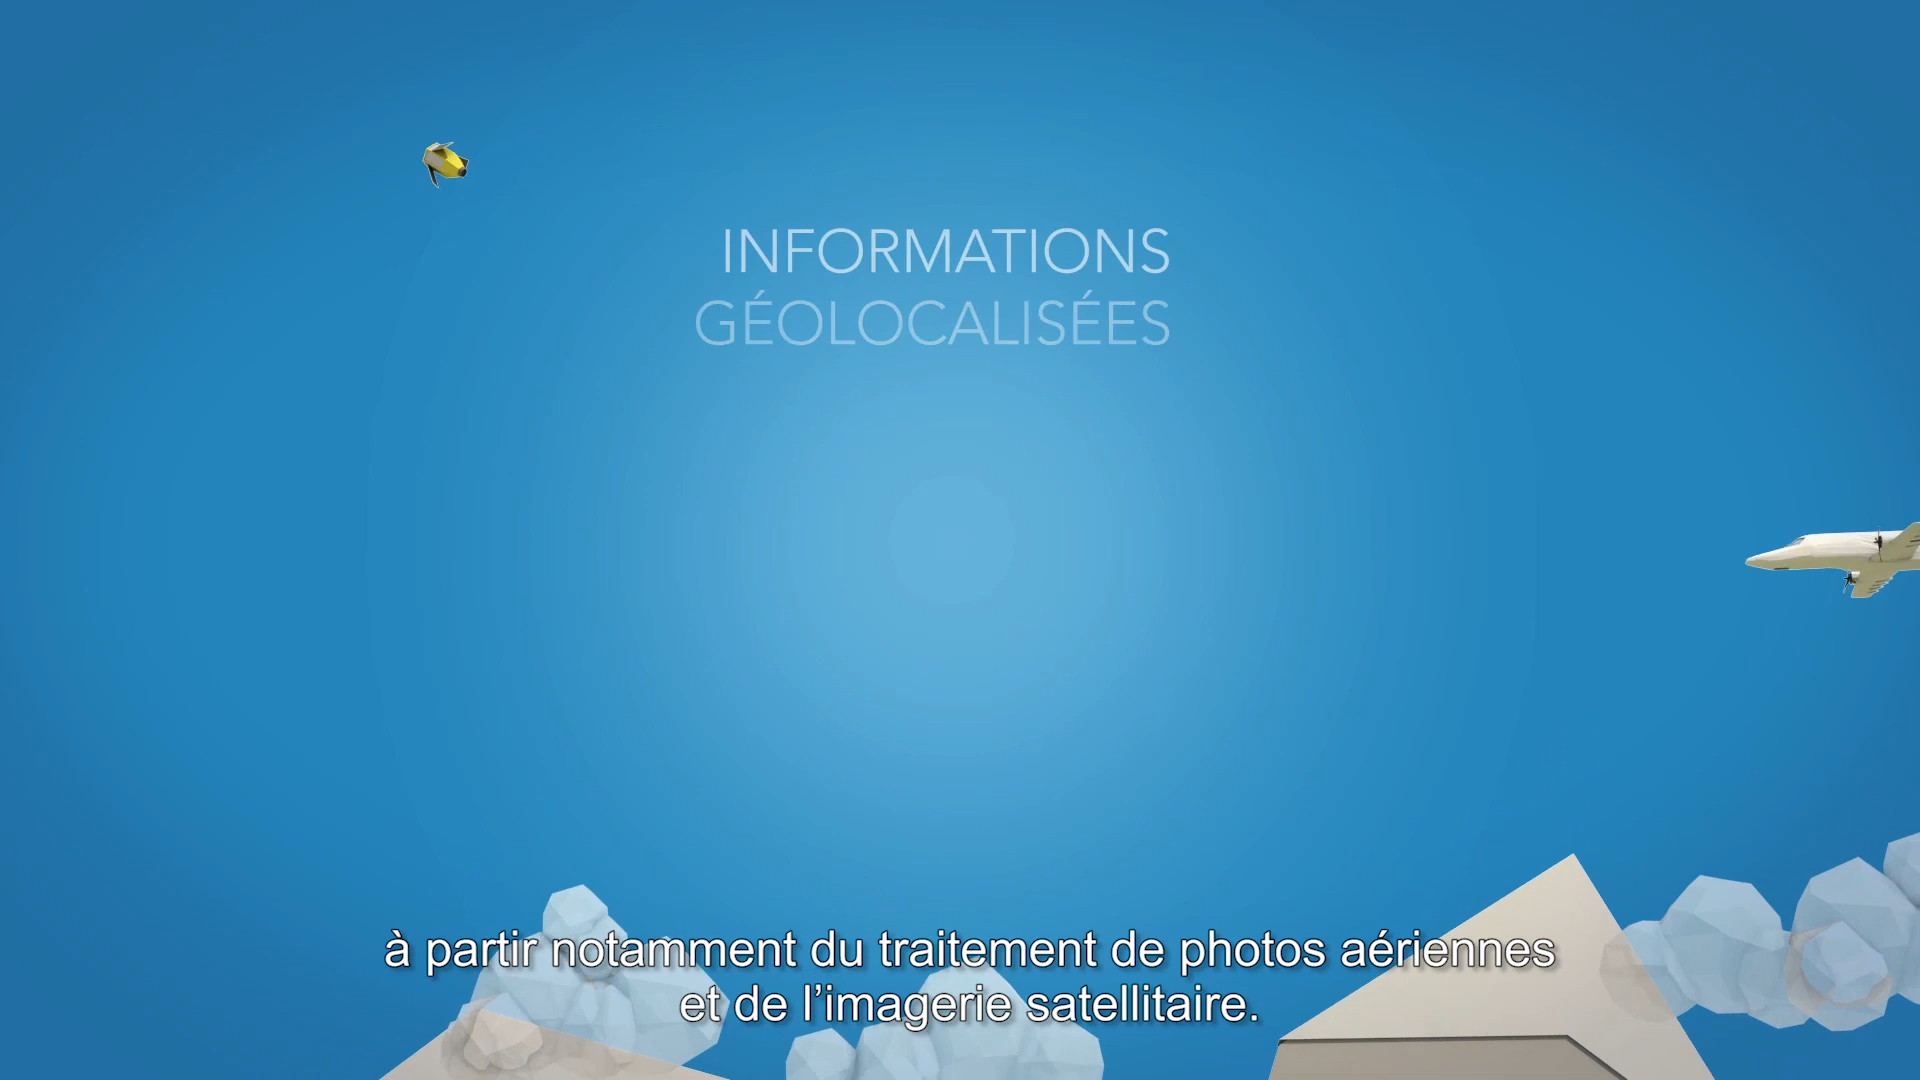 INFORMATIONS
GÉOLOCALISÉES
à partir notamment du traitement de photos aériennes
et de l’imagerie satellitaire.